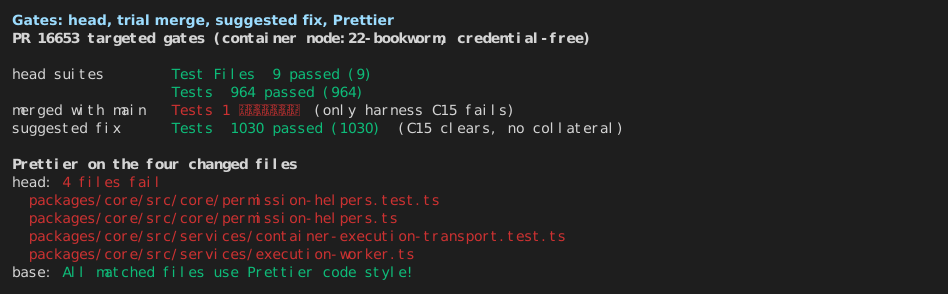 Gates: head, trial merge, suggested fix, Prettier
PR 16653 targeted gates (container node:22-bookworm, credential-free)
head suites Test Files 9 passed (9)
Tests 964 passed (964)
merged with main Tests 1 (only harness C15 fails)
suggested fix Tests 1030 passed (1030) (C15 clears, no collateral)
Prettier on the four changed files
head: 4 files fail
packages/core/src/core/permission-helpers.test.ts
packages/core/src/core/permission-helpers.ts
packages/core/src/services/container-execution-transport.test.ts
packages/core/src/services/execution-worker.ts
base: All matched files use Prettier code style!